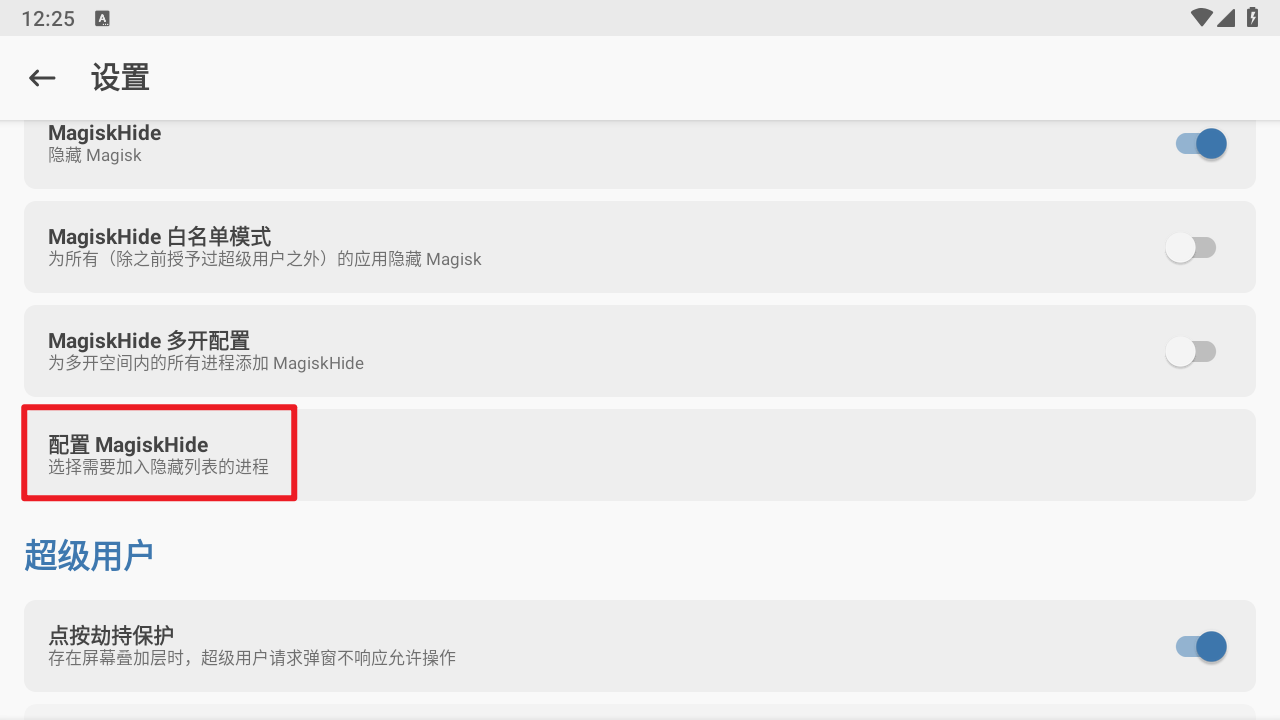 12:25
A
设置
MagiskHide
隐藏 Magisk
MagiskHide 白名单模式
为所有（除之前授予过超级用户之外）的应用隐藏 Magisk
MagiskHide 多开配置
为多开空间内的所有进程添加 MagiskHide
配置 MagiskHide
选择需要加入隐藏列表的进程
超级用户
点按劫持保护
存在屏幕叠加层时，超级用户请求弹窗不响应允许操作